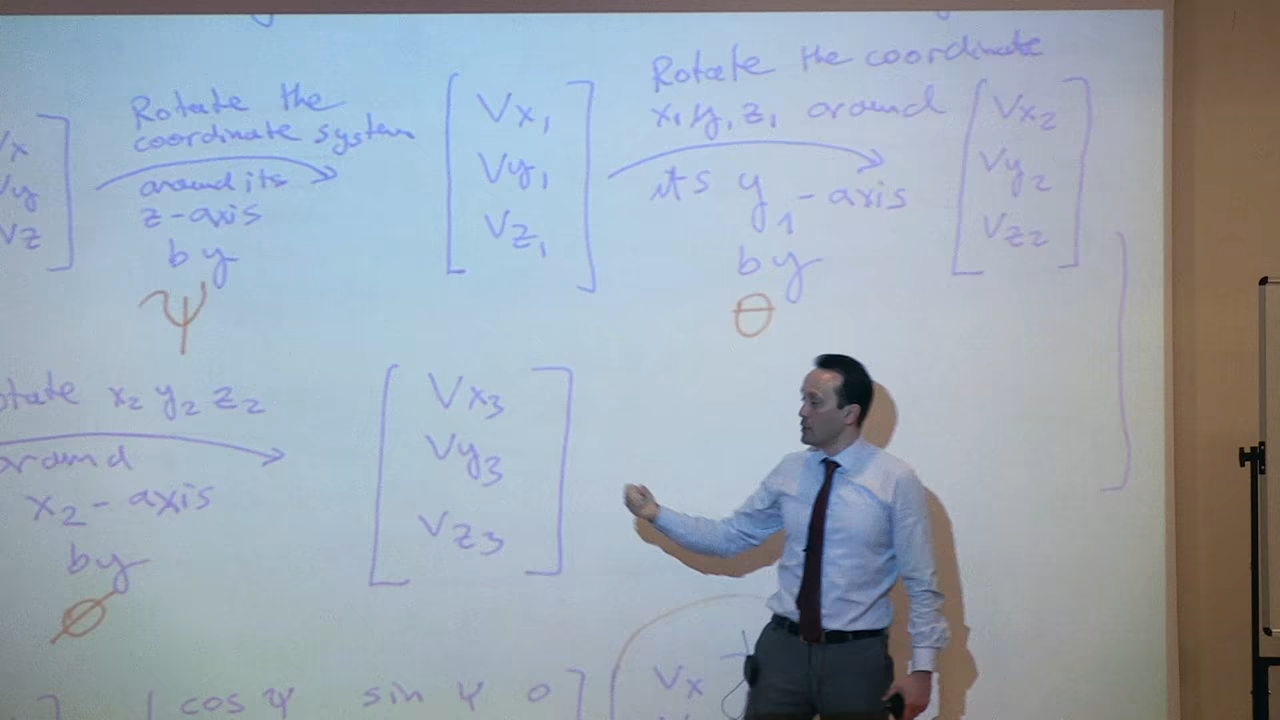 Vx
Vy
Vz
Rotate the
coordinate system
around its
z-axis
by
ψ
Vx1
Vy1
Vz1
Rotate the coordinate
x1 y1 z1 around
its y1-axis
by
θ
Vx2
Vy2
Vz2
x2 y2 z2
x2-axis
by
Ø
Vx3
Vy3
Vz3
cos ψ sin ψ 0
Vx